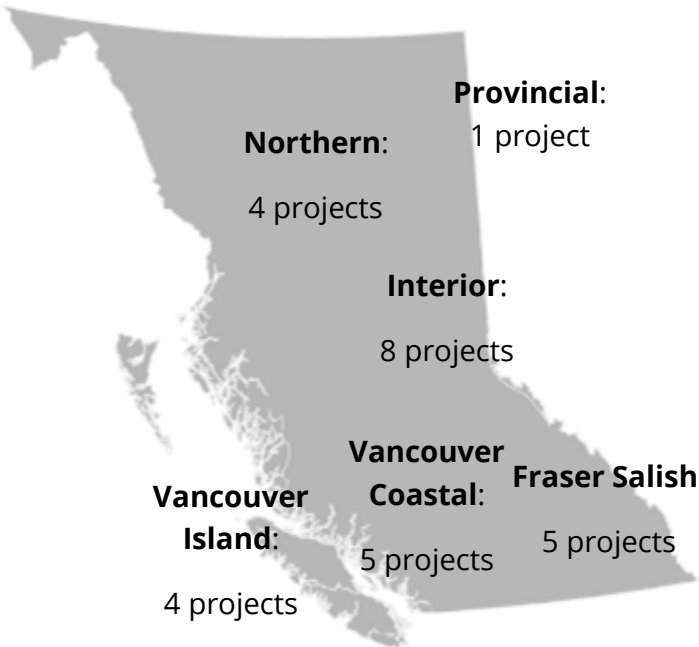 Provincial:
1 project
Northern:
4 projects
Interior:
8 projects
Vancouver
Coastal:
5 projects
Fraser Salish
5 projects
Vancouver
Island:
4 projects